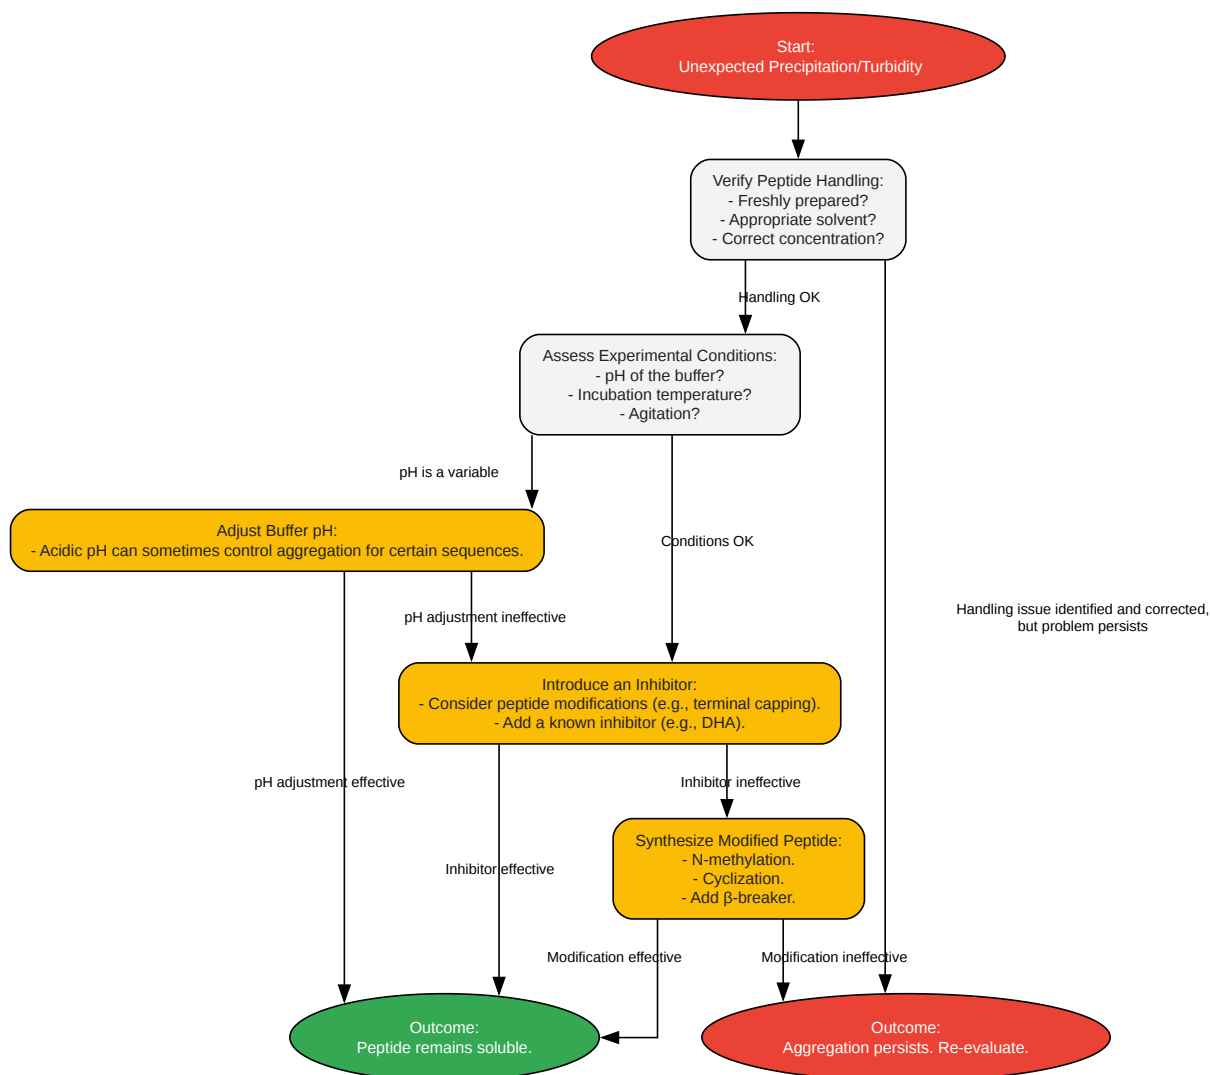 Start:
Unexpected Precipitation/Turbidity
Verify Peptide Handling:
- Freshly prepared?
- Appropriate solvent?
- Correct concentration?
Handling OK
Assess Experimental Conditions:
- pH of the buffer?
- Incubation temperature?
- Agitation?
pH is a variable
Adjust Buffer pH:
- Acidic pH can sometimes control aggregation for certain sequences.
Conditions OK
pH adjustment ineffective
Handling issue identified and corrected,
but problem persists
Introduce an Inhibitor:
- Consider peptide modifications (e.g., terminal capping).
- Add a known inhibitor (e.g., DHA).
pH adjustment effective
Inhibitor ineffective
Synthesize Modified Peptide:
- N-methylation.
- Cyclization.
- Add β-breaker.
Inhibitor effective
Modification effective
Modification ineffective
Outcome:
Peptide remains soluble.
Outcome:
Aggregation persists. Re-evaluate.